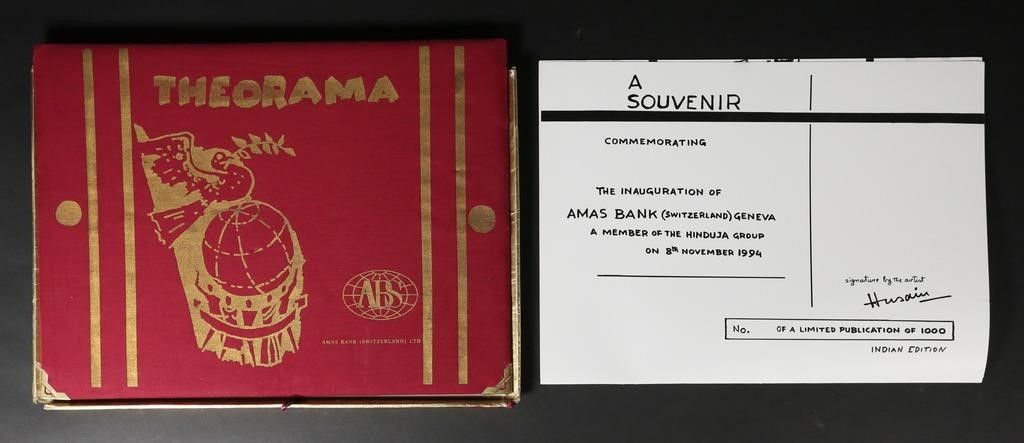 THEORAMA
ABS
AMAS BANK (SWITZERLAND) LTD
A
SOUVENIR
COMMEMORATING
THE INAUGURATION OF
AMAS BANK (SWITZERLAND) GENEVA
A MEMBER OF THE HINDUJA GROUP
ON 8th NOVEMBER 1994
signature by the artist
Husain
No. OF A LIMITED PUBLICATION OF 1000
INDIAN EDITION